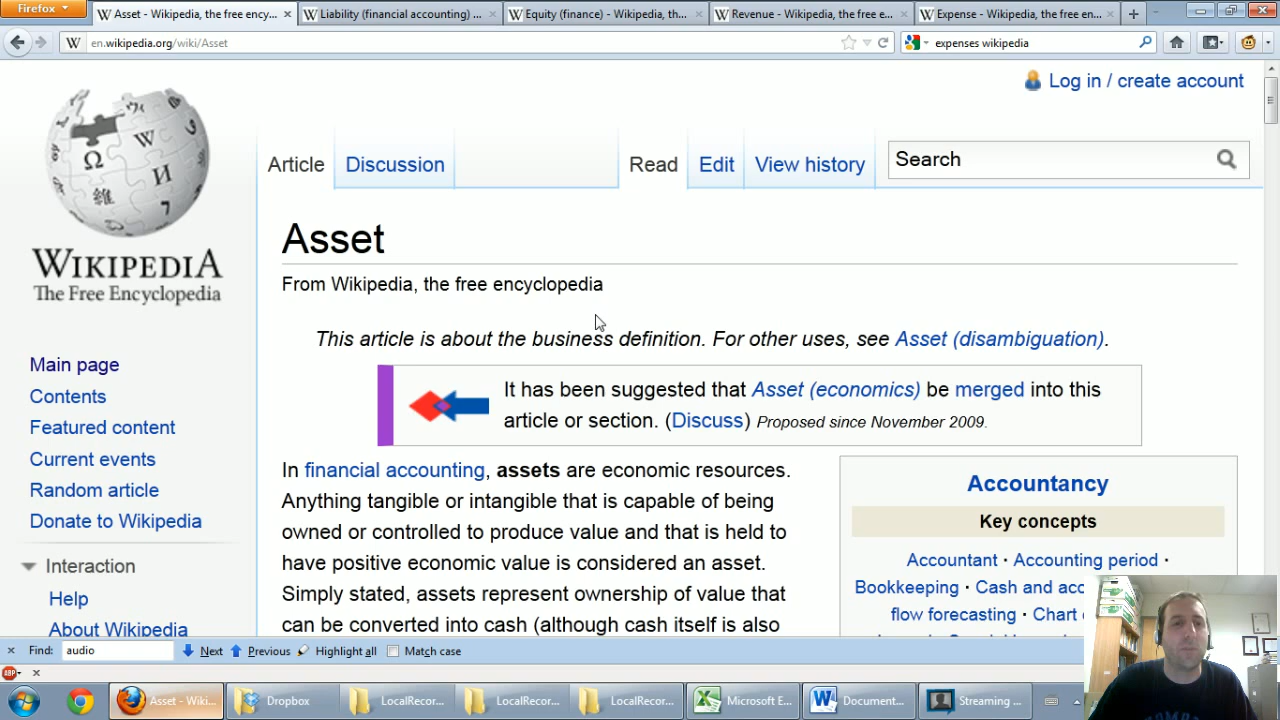 Firefox
Asset - Wikipedia, the free ency...
Liability (financial accounting) ...
Equity (finance) - Wikipedia, th...
Revenue - Wikipedia, the free e...
Expense - Wikipedia, the free en...
en.wikipedia.org/wiki/Asset
expenses wikipedia
Log in / create account
Article
Discussion
Read
Edit
View history
Search
WIKIPEDIA
The Free Encyclopedia
Asset
From Wikipedia, the free encyclopedia
This article is about the business definition. For other uses, see Asset (disambiguation).
It has been suggested that Asset (economics) be merged into this
article or section. (Discuss) Proposed since November 2009.
Main page
Contents
Featured content
Current events
Random article
Donate to Wikipedia
Interaction
Help
About Wikipedia
In financial accounting, assets are economic resources.
Anything tangible or intangible that is capable of being
owned or controlled to produce value and that is held to
have positive economic value is considered an asset.
Simply stated, assets represent ownership of value that
can be converted into cash (although cash itself is also
Accountancy
Key concepts
Accountant · Accounting period ·
Bookkeeping · Cash and acc
flow forecasting · Chart
Find: audio Next Previous Highlight all Match case
ABP
Asset - Wiki...
Dropbox
LocalRecor...
LocalRecor...
LocalRecor...
Microsoft E...
Document...
Streaming ...